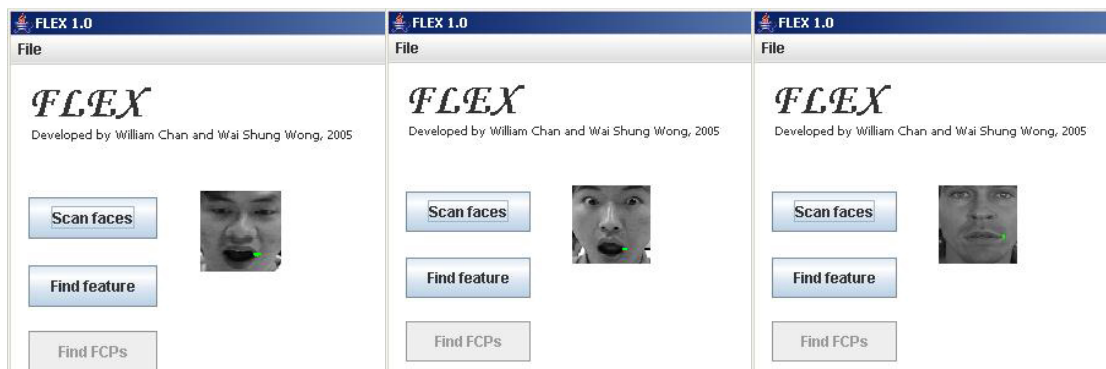 FLEX 1.0
File
FLEX
Developed by William Chan and Wai Shung Wong, 2005
Scan faces
Find feature
Find FCPs
FLEX 1.0
File
FLEX
Developed by William Chan and Wai Shung Wong, 2005
Scan faces
Find feature
Find FCPs
FLEX 1.0
File
FLEX
Developed by William Chan and Wai Shung Wong, 2005
Scan faces
Find feature
Find FCPs